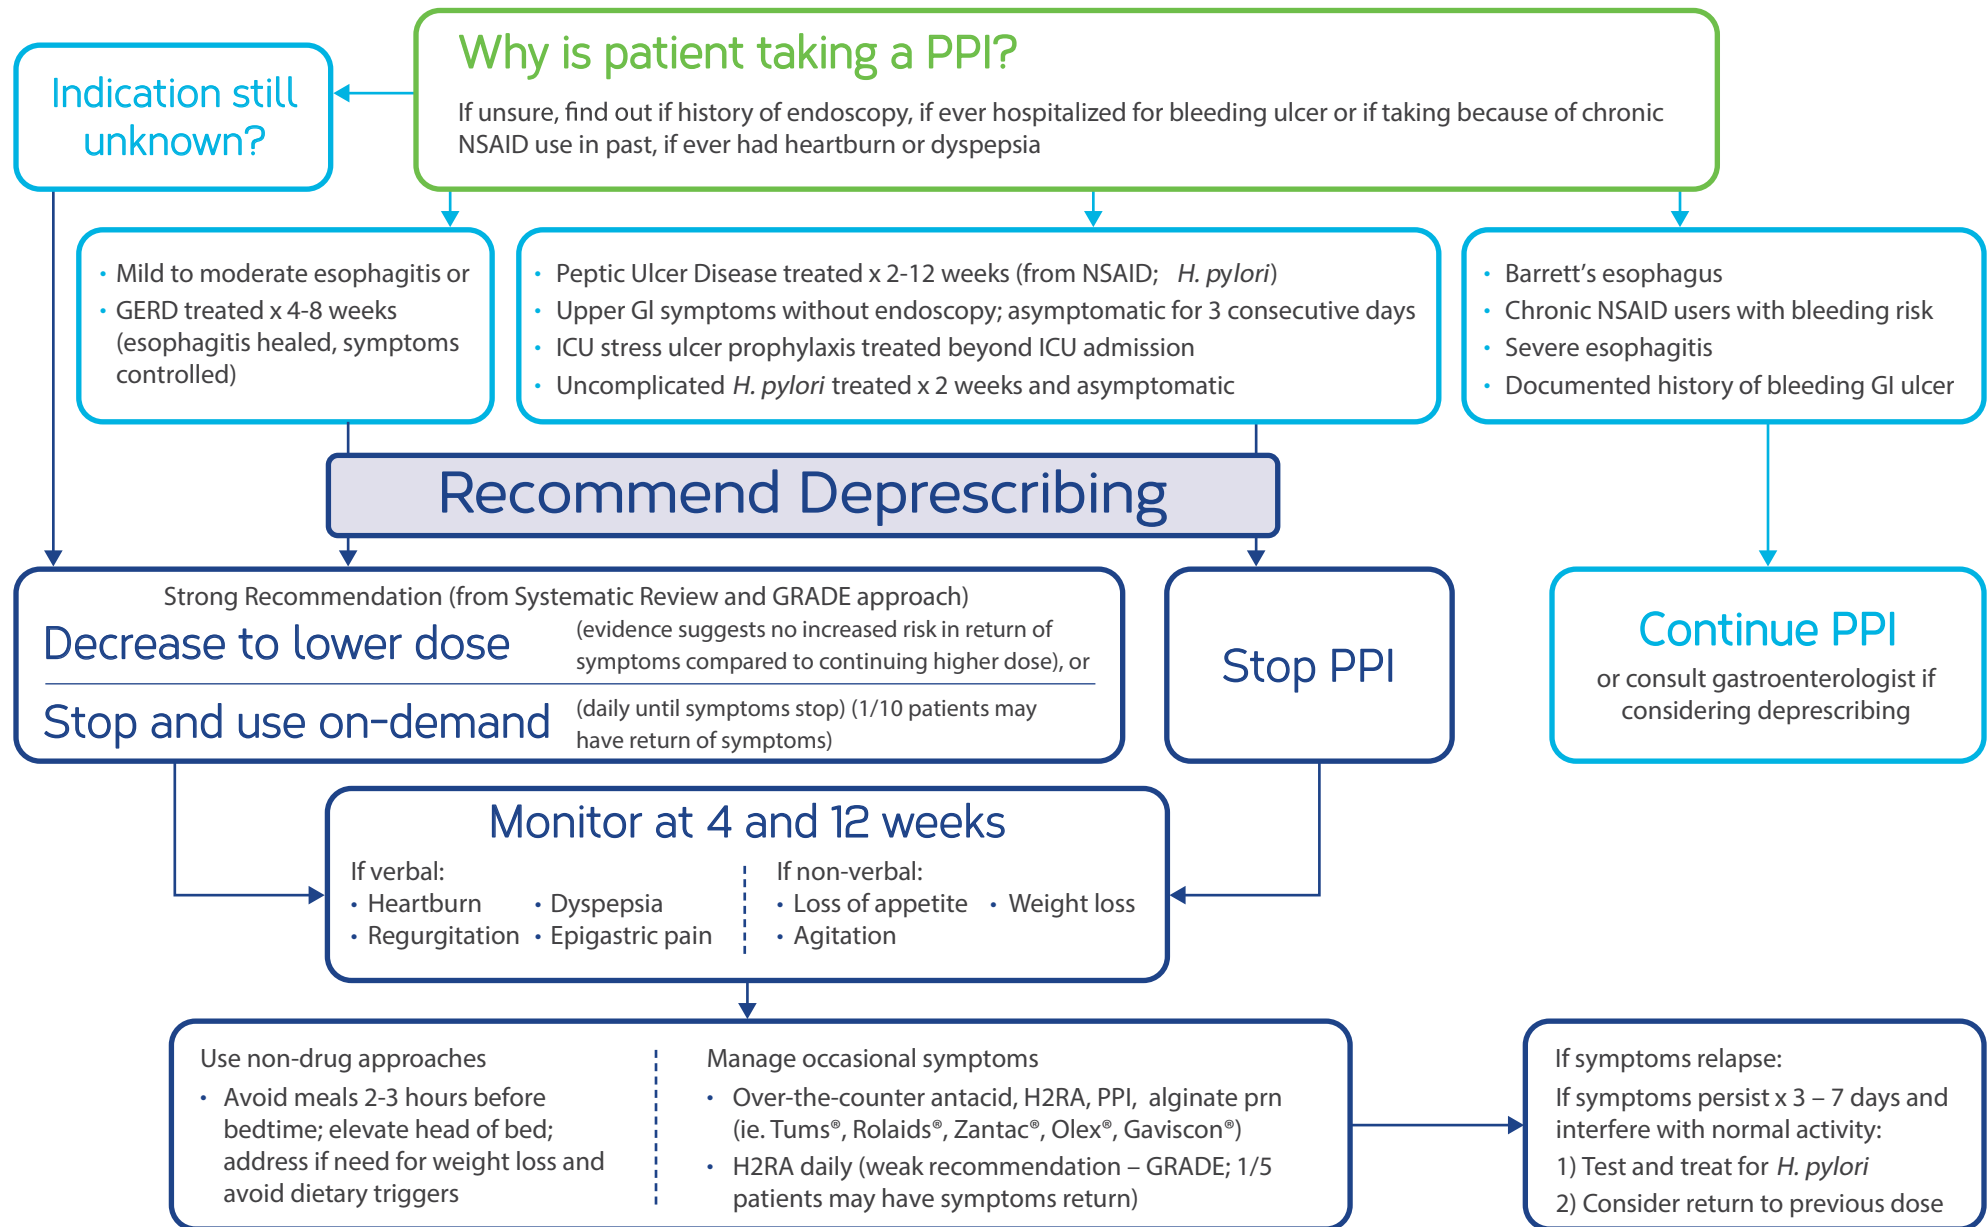 Why is patient taking a PPI?
If unsure, find out if history of endoscopy, if ever hospitalized for bleeding ulcer or if taking because of chronic
NSAID use in past, if ever had heartburn or dyspepsia
Indication still
unknown?
• Mild to moderate esophagitis or
• GERD treated x 4-8 weeks
(esophagitis healed, symptoms
controlled)
• Peptic Ulcer Disease treated x 2-12 weeks (from NSAID; H. pylori)
• Upper GI symptoms without endoscopy; asymptomatic for 3 consecutive days
• ICU stress ulcer prophylaxis treated beyond ICU admission
• Uncomplicated H. pylori treated x 2 weeks and asymptomatic
• Barrett's esophagus
• Chronic NSAID users with bleeding risk
• Severe esophagitis
• Documented history of bleeding GI ulcer
Recommend Deprescribing
Strong Recommendation (from Systematic Review and GRADE approach)
Decrease to lower dose
(evidence suggests no increased risk in return of
symptoms compared to continuing higher dose), or
Stop and use on-demand
(daily until symptoms stop) (1/10 patients may
have return of symptoms)
Stop PPI
Continue PPI
or consult gastroenterologist if
considering deprescribing
Monitor at 4 and 12 weeks
If verbal:
• Heartburn • Dyspepsia
• Regurgitation • Epigastric pain
If non-verbal:
• Loss of appetite • Weight loss
• Agitation
Use non-drug approaches
• Avoid meals 2-3 hours before
bedtime; elevate head of bed;
address if need for weight loss and
avoid dietary triggers
Manage occasional symptoms
• Over-the-counter antacid, H2RA, PPI, alginate prn
(ie. Tums®, Rolaids®, Zantac®, Olex®, Gaviscon®)
• H2RA daily (weak recommendation – GRADE; 1/5
patients may have symptoms return)
If symptoms relapse:
If symptoms persist x 3 – 7 days and
interfere with normal activity:
1) Test and treat for H. pylori
2) Consider return to previous dose